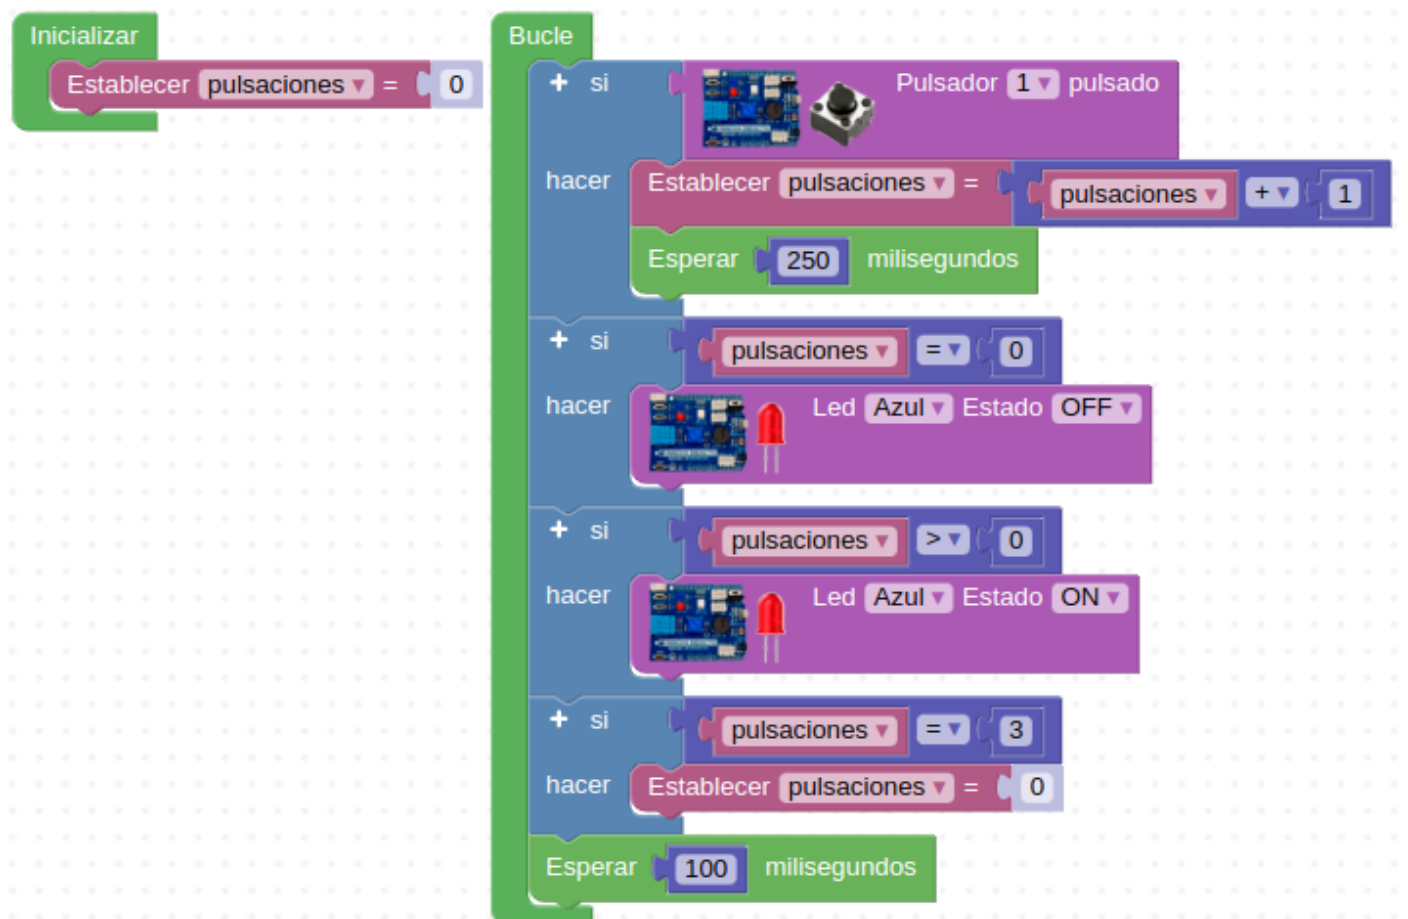 Inicializar
Establecer pulsaciones = 0
Bucle
+ si Pulsador 1 pulsado
hacer Establecer pulsaciones = pulsaciones + 1
Esperar 250 milisegundos
+ si pulsaciones = 0
hacer Led Azul Estado OFF
+ si pulsaciones > 0
hacer Led Azul Estado ON
+ si pulsaciones = 3
hacer Establecer pulsaciones = 0
Esperar 100 milisegundos